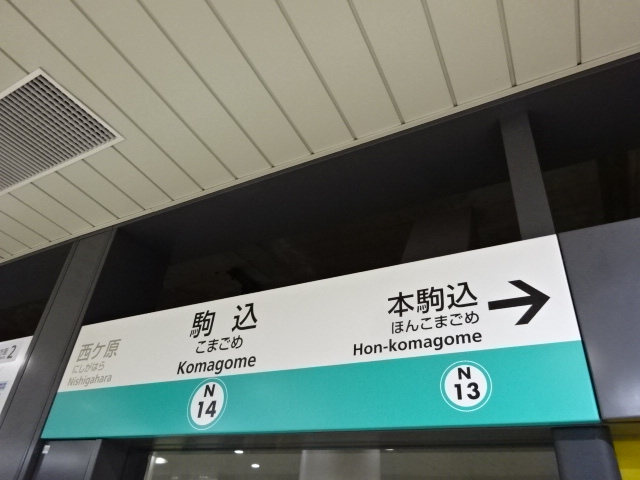 西ケ原
にしがはら
Nishigahara
駒込
こまごめ
Komagome
N
14
本駒込
ほんこまごめ
Hon-komagome
N
13
2